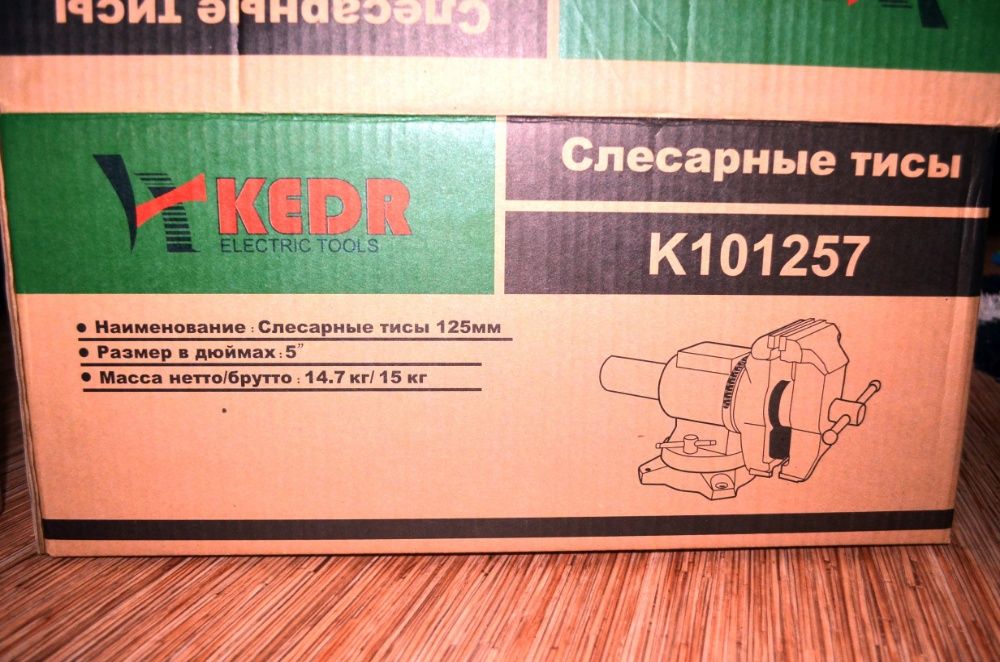 Слесарные тисы
KEDR
ELECTRIC TOOLS
Слесарные тисы
K101257
• Наименование : Слесарные тисы 125мм
• Размер в дюймах : 5”
• Масса нетто/брутто : 14.7 кг/ 15 кг